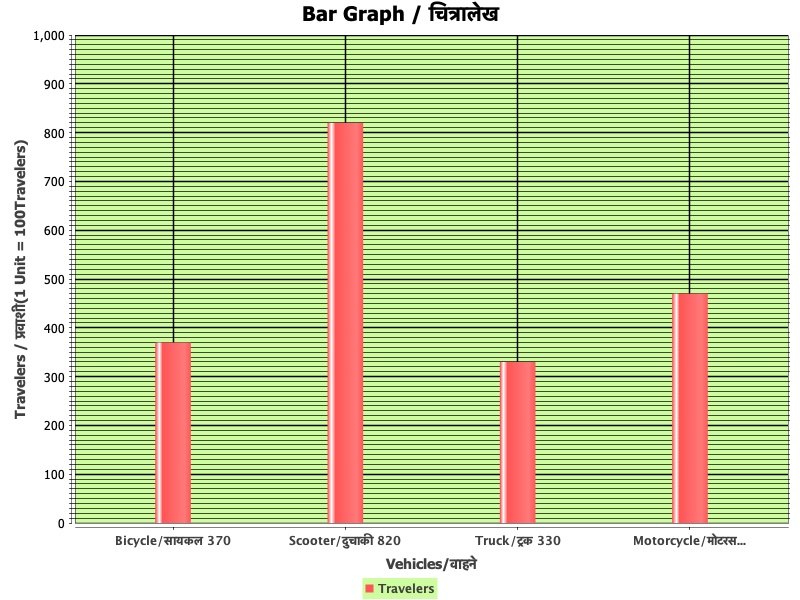 Bar Graph / चित्रालेख
Travelers / प्रवाशी(1 Unit = 100Travelers)
1,000
900
800
700
600
500
400
300
200
100
0
Bicycle/सायकल 370 Scooter/दुचाकी 820 Truck/ट्रक 330 Motorcycle/मोटरस...
Vehicles/वाहने
Travelers